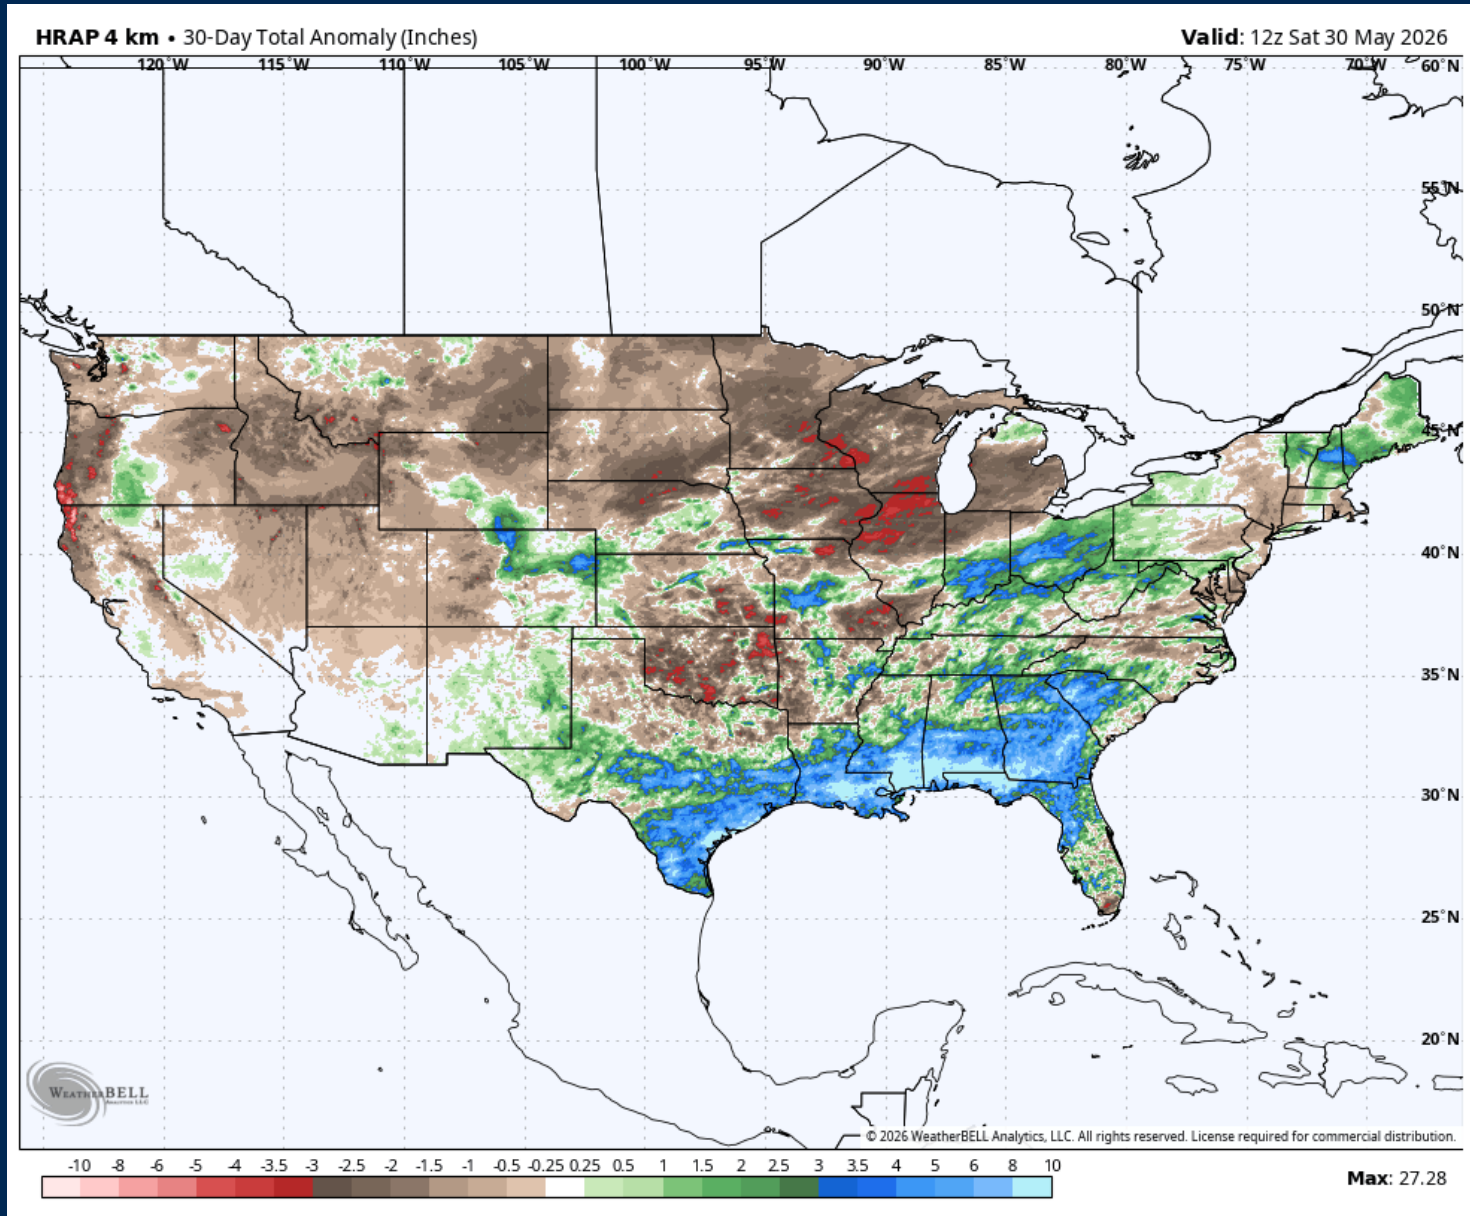 HRAP 4 km • 30-Day Total Anomaly (Inches)
Valid: 12z Sat 30 May 2026
120°W 115°W 110°W 105°W 100°W 95°W 90°W 85°W 80°W 75°W 70°W 60°N
55°N
50°N
45°N
40°N
35°N
30°N
25°N
20°N
WEATHERBELL
ANALYTICS LLC
© 2026 WeatherBELL Analytics, LLC. All rights reserved. License required for commercial distribution.
-10 -8 -6 -5 -4 -3.5 -3 -2.5 -2 -1.5 -1 -0.5 -0.25 0.25 0.5 1 1.5 2 2.5 3 3.5 4 5 6 8 10
Max: 27.28